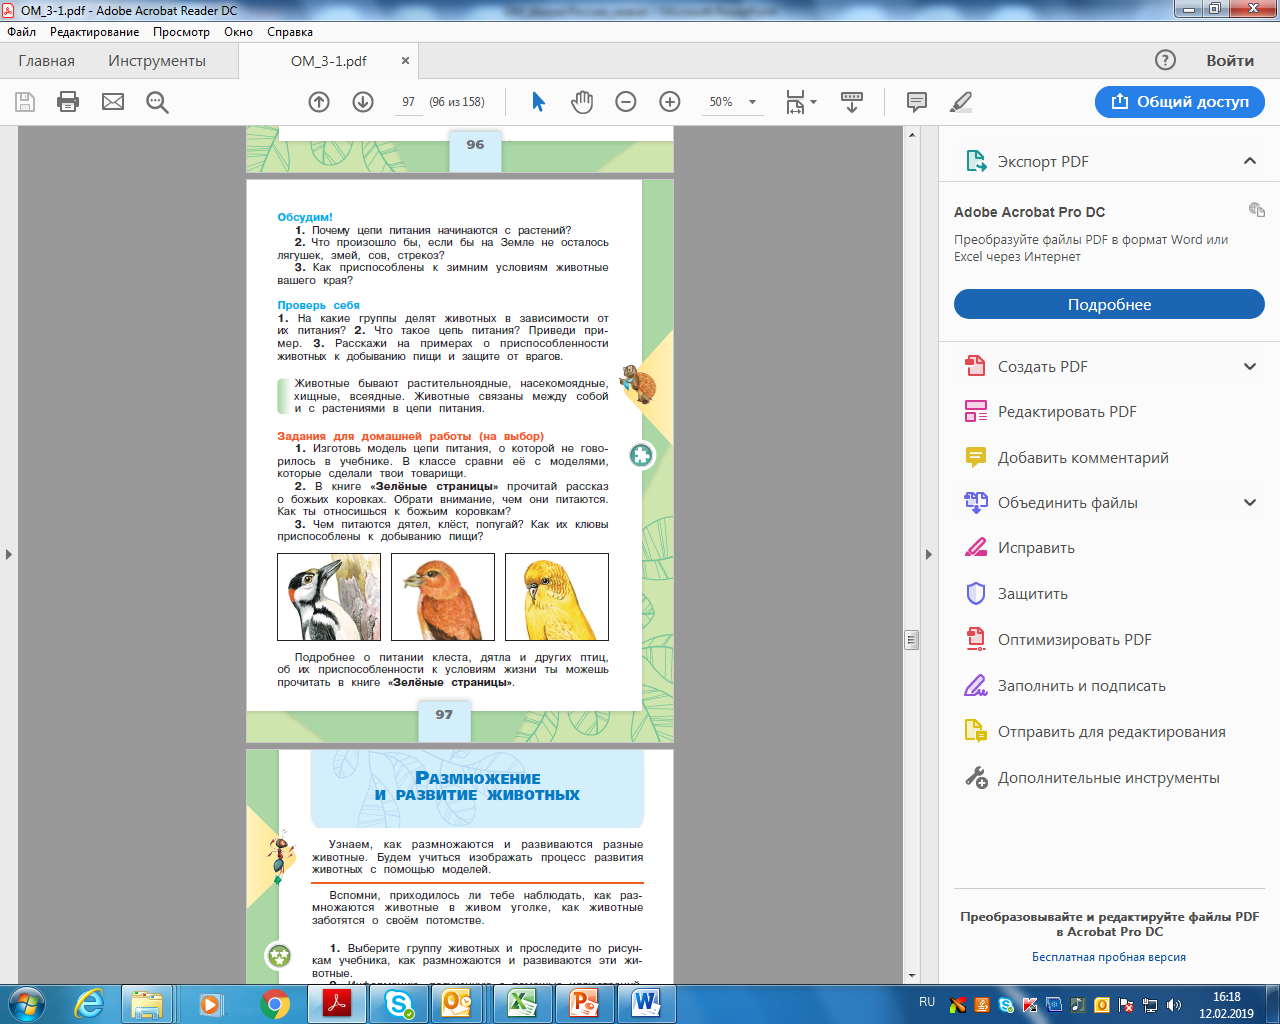 OM_3-1.pdf - Adobe Acrobat Reader DC
Файл Редактирование Просмотр Окно Справка
Главная Инструменты OM_3-1.pdf × ? Войти
97 (96 из 158) 50% Общий доступ
96
Обсудим!
1. Почему цепи питания начинаются с растений?
2. Что произошло бы, если бы на Земле не осталось
лягушек, змей, сов, стрекоз?
3. Как приспособлены к зимним условиям животные
вашего края?
Проверь себя
1. На какие группы делят животных в зависимости от
их питания? 2. Что такое цепь питания? Приведи при-
мер. 3. Расскажи на примерах о приспособленности
животных к добыванию пищи и защите от врагов.
Животные бывают растительноядные, насекомоядные,
хищные, всеядные. Животные связаны между собой
и с растениями в цепи питания.
Задания для домашней работы (на выбор)
1. Изготовь модель цепи питания, о которой не гово-
рилось в учебнике. В классе сравни её с моделями,
которые сделали твои товарищи.
2. В книге «Зелёные страницы» прочитай рассказ
о божьих коровках. Обрати внимание, чем они питаются.
Как ты относишься к божьим коровкам?
3. Чем питаются дятел, клёст, попугай? Как их клювы
приспособлены к добыванию пищи?
Подробнее о питании клеста, дятла и других птиц,
об их приспособленности к условиям жизни ты можешь
прочитать в книге «Зелёные страницы».
97
Размножение
и развитие животных
Узнаем, как размножаются и развиваются разные
животные. Будем учиться изображать процесс развития
животных с помощью моделей.
Вспомни, приходилось ли тебе наблюдать, как раз-
множаются животные в живом уголке, как животные
заботятся о своём потомстве.
1. Выберите группу животных и проследите по рисун-
кам учебника, как размножаются и развиваются эти жи-
вотные.
Экспорт PDF
Adobe Acrobat Pro DC
Преобразуйте файлы PDF в формат Word или
Excel через Интернет
Подробнее
Создать PDF
Редактировать PDF
Добавить комментарий
Объединить файлы
Исправить
Защитить
Оптимизировать PDF
Заполнить и подписать
Отправить для редактирования
Дополнительные инструменты
Преобразовывайте и редактируйте файлы PDF
в Acrobat Pro DC
Бесплатная пробная версия
RU 16:18
12.02.2019